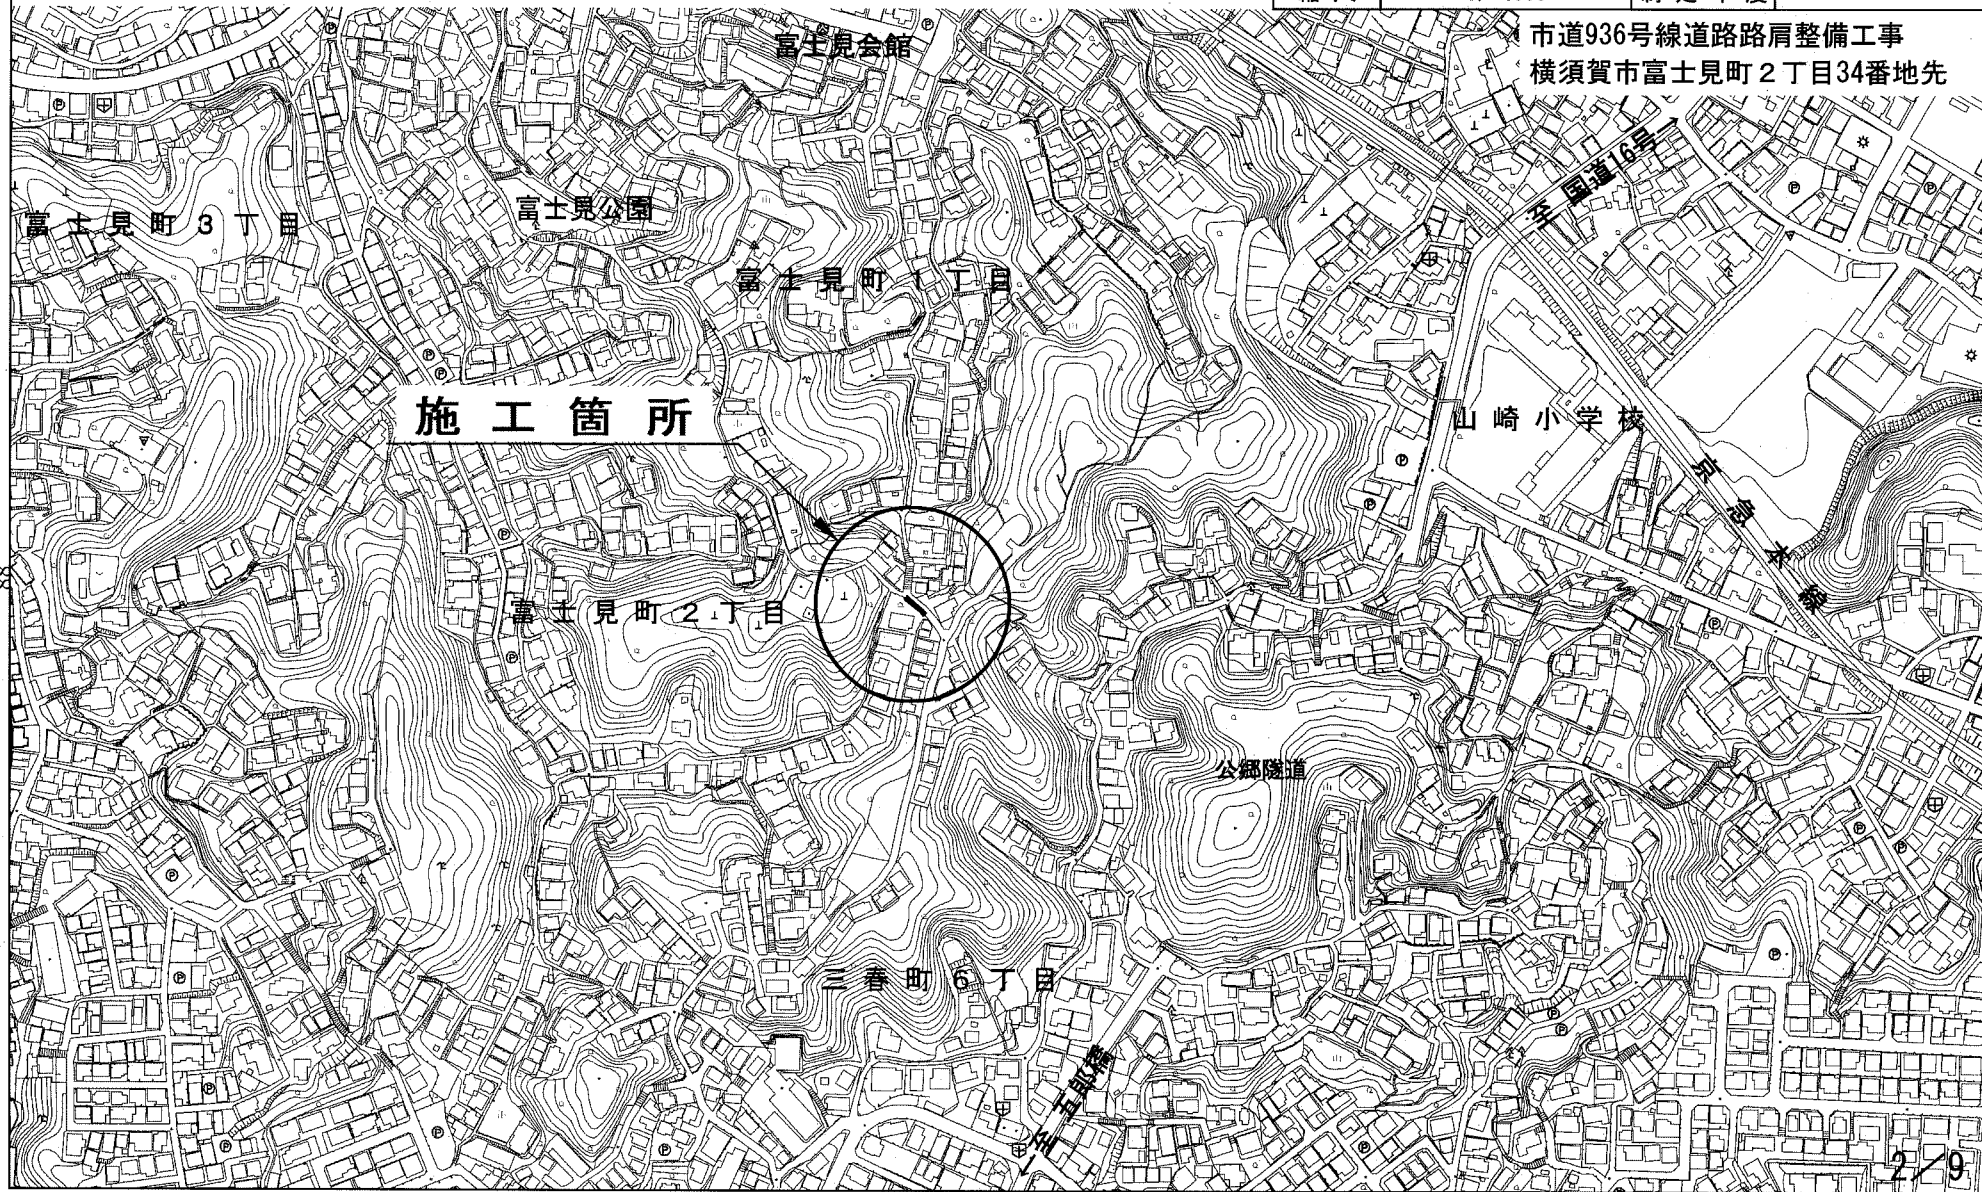 市道936号線道路路肩整備工事
横須賀市富士見町2丁目34番地先
富士見会館
至 国道16号→
富士見町3丁目
富士見公園
富士見町1丁目
施工箇所
山崎小学校
京急本線
富士見町2丁目
公郷隧道
三春町6丁目
←至 五郎橋
2/9